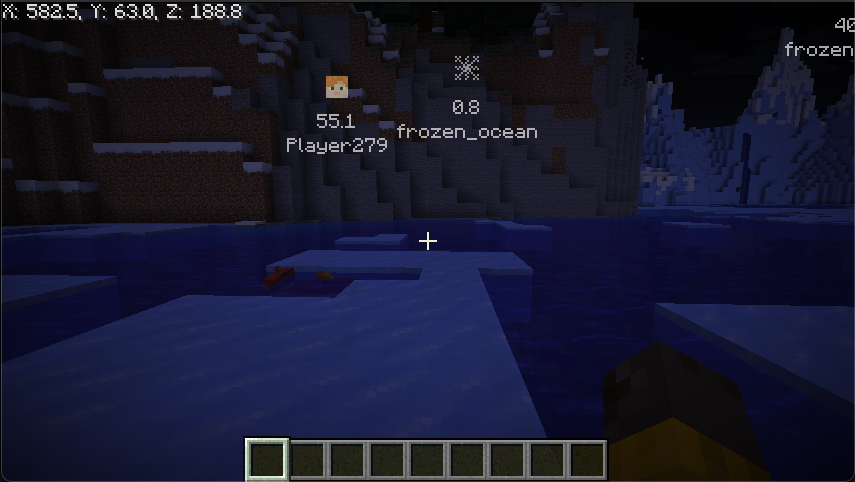 X: 582.5, Y: 63.0, Z: 188.8
40
frozen
0.8
frozen_ocean
55.1
Player279